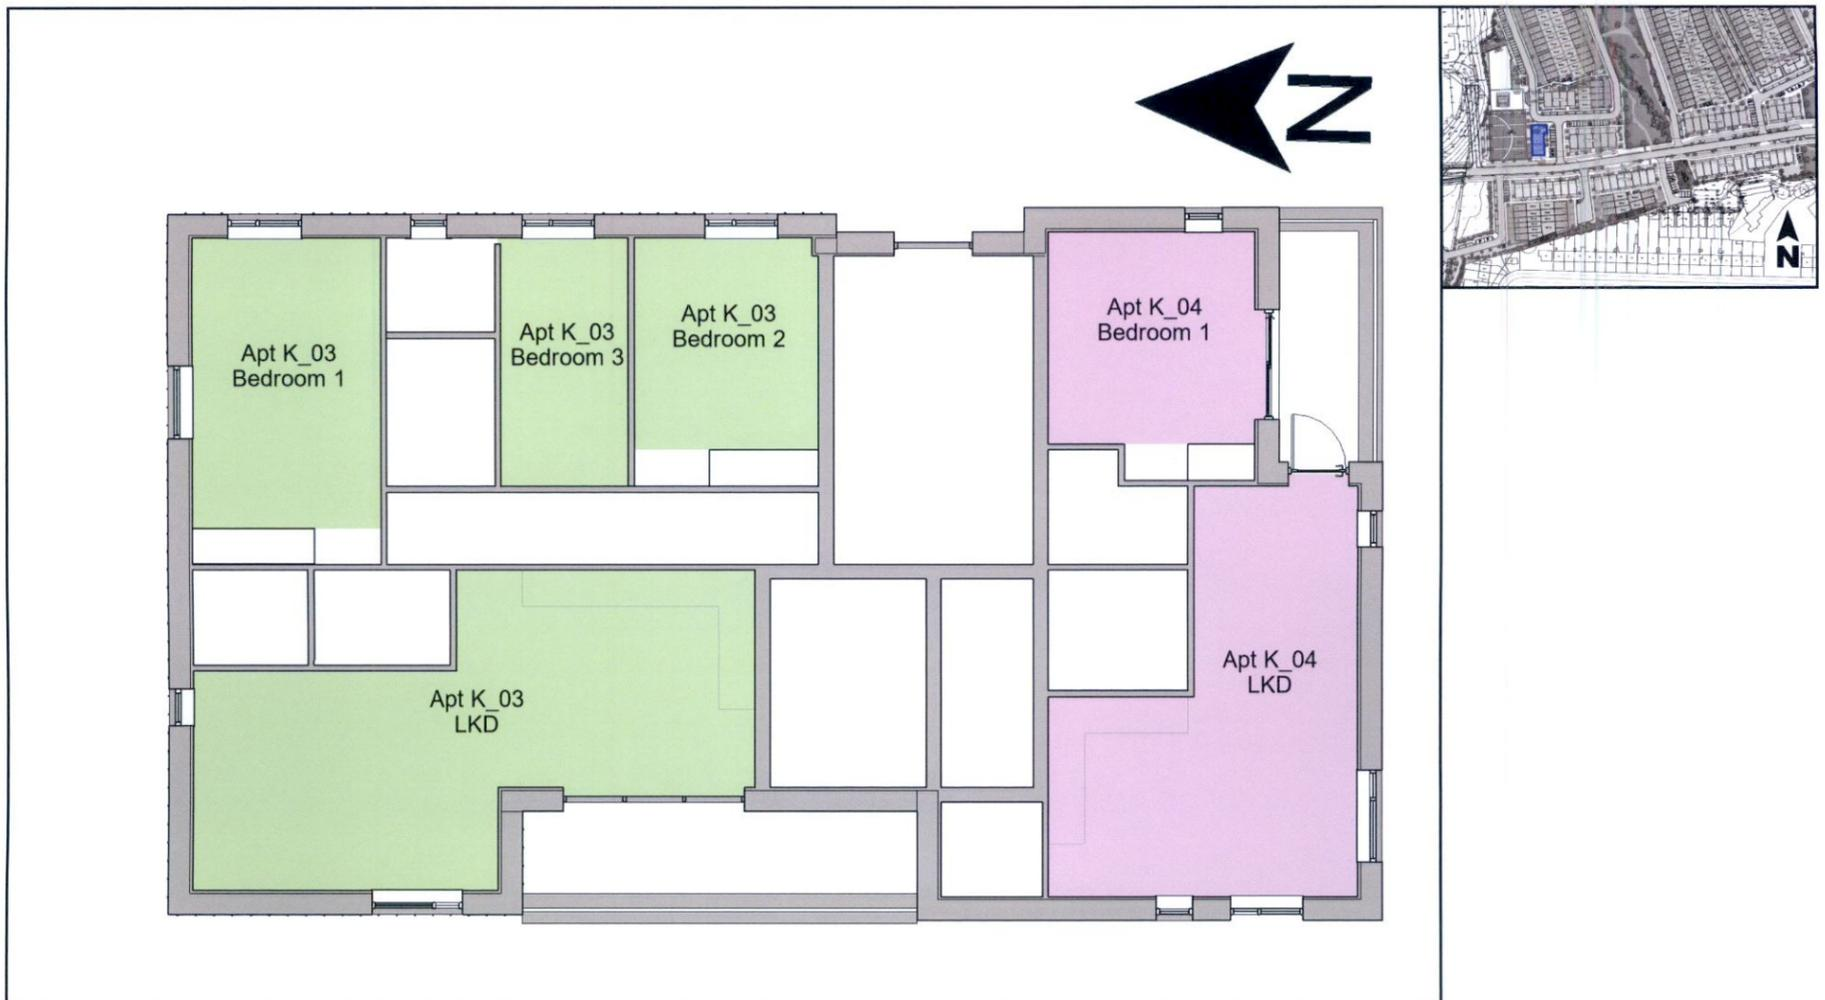 N
N
Apt K_03
Bedroom 1
Apt K_03
Bedroom 3
Apt K_03
Bedroom 2
Apt K_04
Bedroom 1
Apt K_03
LKD
Apt K_04
LKD